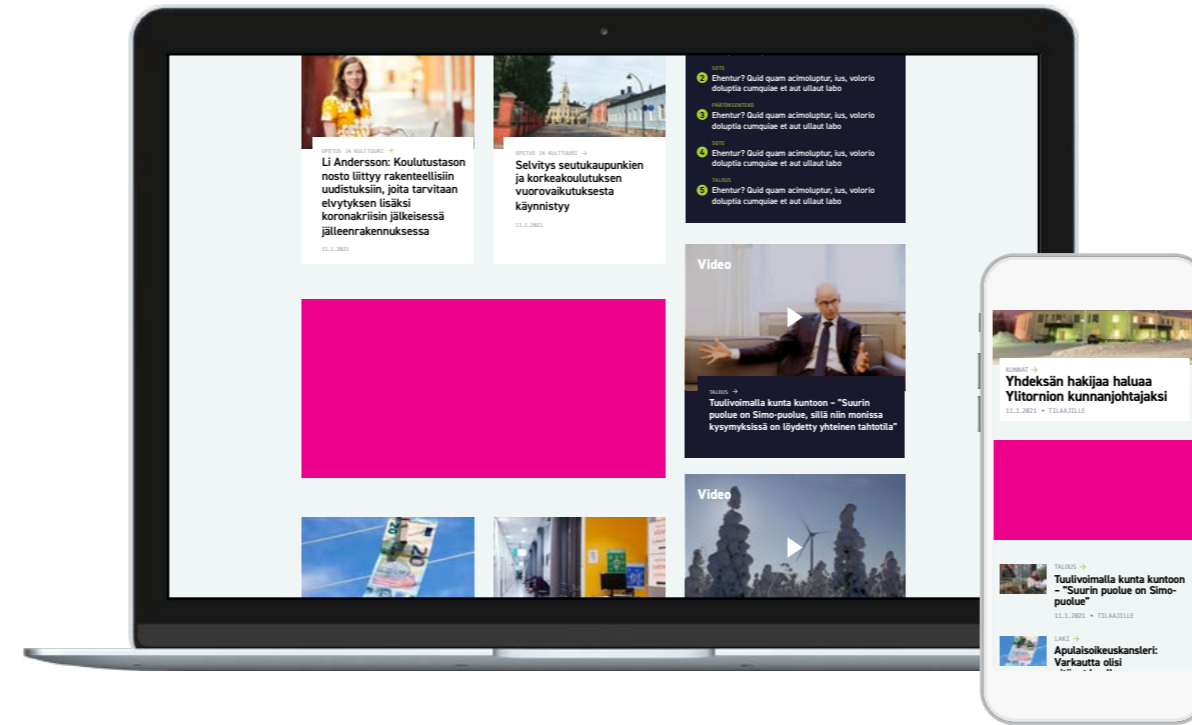 OPETUS JA KULTTUURI →
Li Andersson: Koulutustason
nosto liittyy rakenteellisiin
uudistuksiin, joita tarvitaan
elvytyksen lisäksi
koronakriisin jälkeisessä
jälleenrakennuksessa
11.1.2021
OPETUS JA KULTTUURI →
Selvitys seutukaupunkien
ja korkeakoulutuksen
vuorovaikutuksesta
käynnistyy
11.1.2021
SOTE
2 Ehentur? Quid quam acimoluptur, ius, volorio
doluptia cumquiae et aut ullaut labo
PÄÄTÖKSENTEKO
3 Ehentur? Quid quam acimoluptur, ius, volorio
doluptia cumquiae et aut ullaut labo
SOTE
4 Ehentur? Quid quam acimoluptur, ius, volorio
doluptia cumquiae et aut ullaut labo
TALOUS
5 Ehentur? Quid quam acimoluptur, ius, volorio
doluptia cumquiae et aut ullaut labo
Video
TALOUS →
Tuulivoimalla kunta kuntoon – "Suurin
puolue on Simo-puolue, sillä niin monissa
kysymyksissä on löydetty yhteinen tahtotila"
Video
KUNNAT →
Yhdeksän hakijaa haluaa
Ylitornion kunnanjohtajaksi
11.1.2021 • TILAAJILLE
TALOUS →
Tuulivoimalla kunta kuntoon
– "Suurin puolue on Simo-
puolue"
11.1.2021 • TILAAJILLE
LAKI →
Apulaisoikeuskansleri:
Varkautta olisi